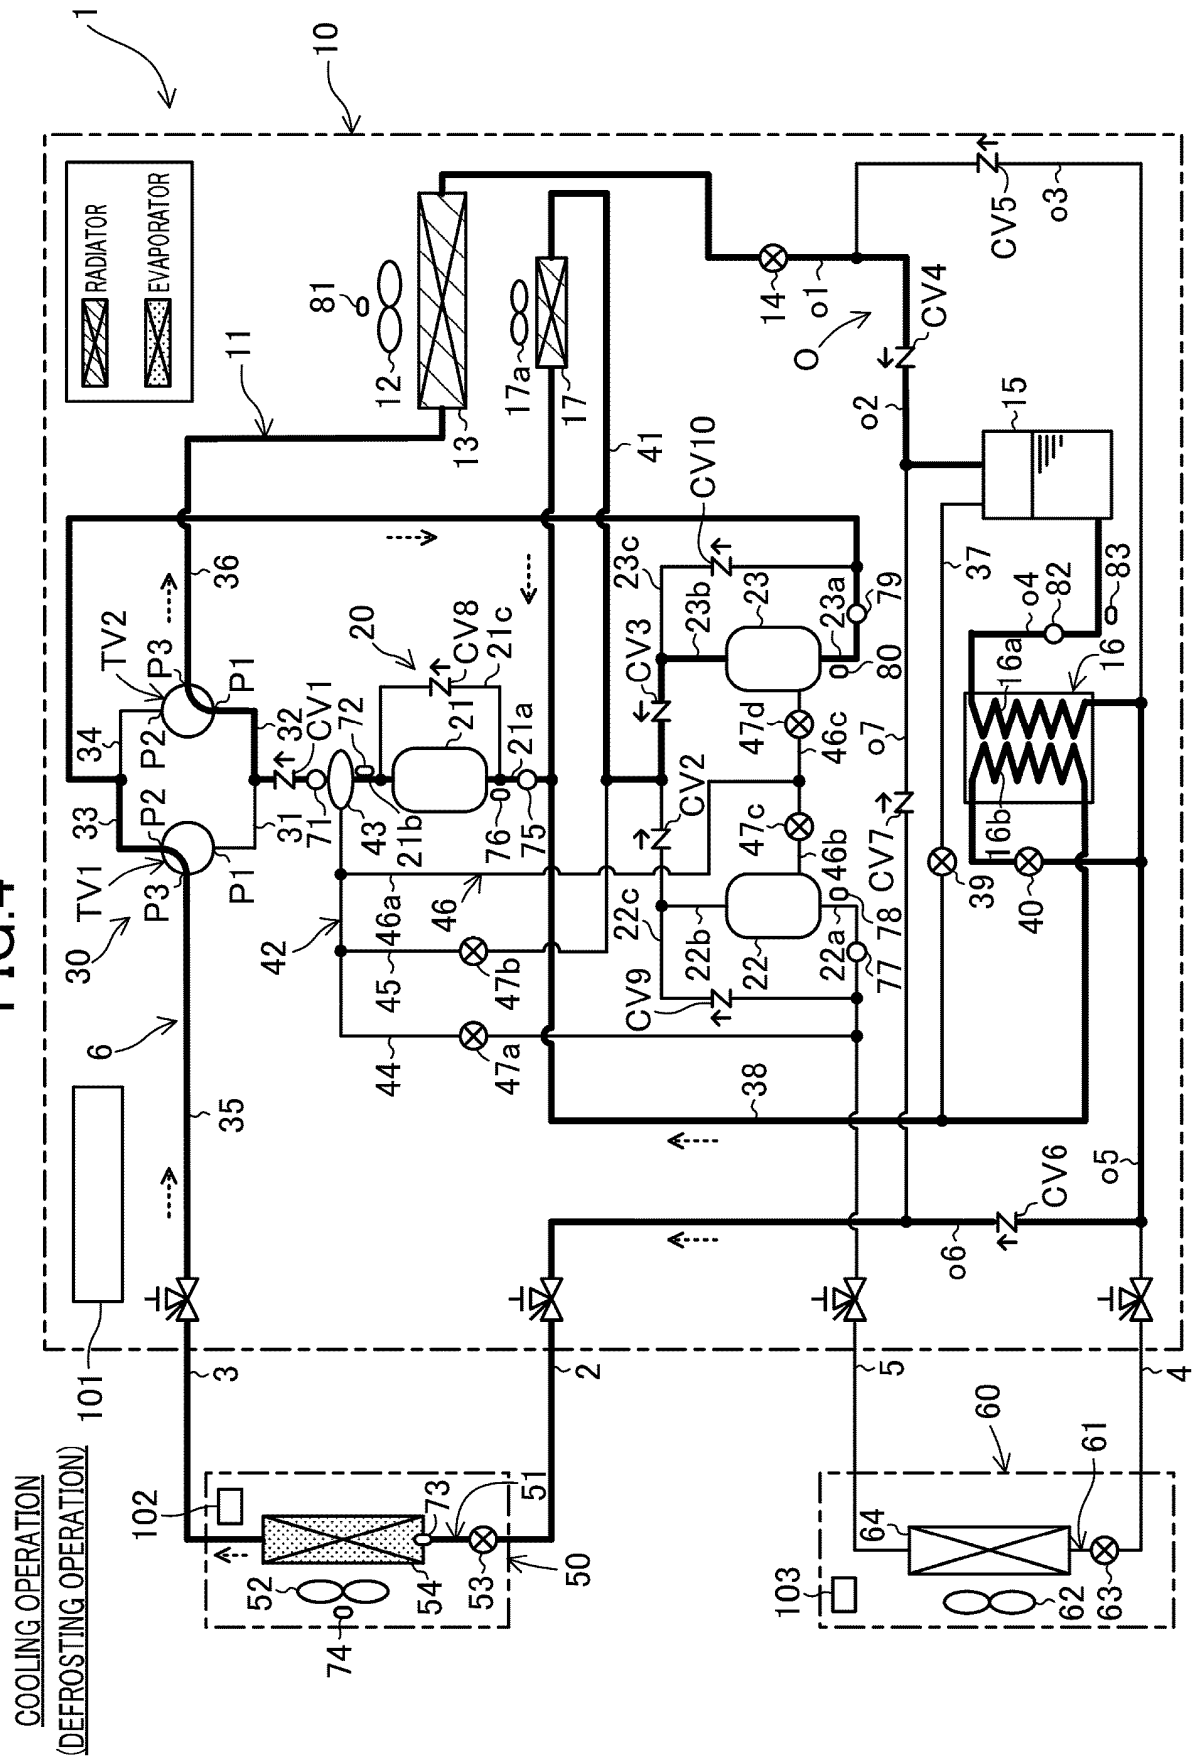 FIG.4
COOLING OPERATION
(DEFROSTING OPERATION)
1
10
101
30
TV1
33
34
TV2
RADIATOR
EVAPORATOR
6
P3
P2
P2
P3
102
3
35
P1
31
P1
32
36
11
52
74
54
73
53
51
50
42
71
CV1
72
43
20
81
12
13
44
45
46a
46
21b
21
CV8
21c
76
75
21a
17a
17
47a
47b
2
CV9
22c
CV2
CV3
23c
41
CV10
22b
22
22a
23b
23
23a
47c
47d
46b
46c
38
78
77
80
79
14
o1
O
CV4
103
64
5
CV7
o7
o2
60
62
63
61
o6
CV6
39
40
16b
16a
37
o4
15
82
83
16
CV5
o3
o5
4